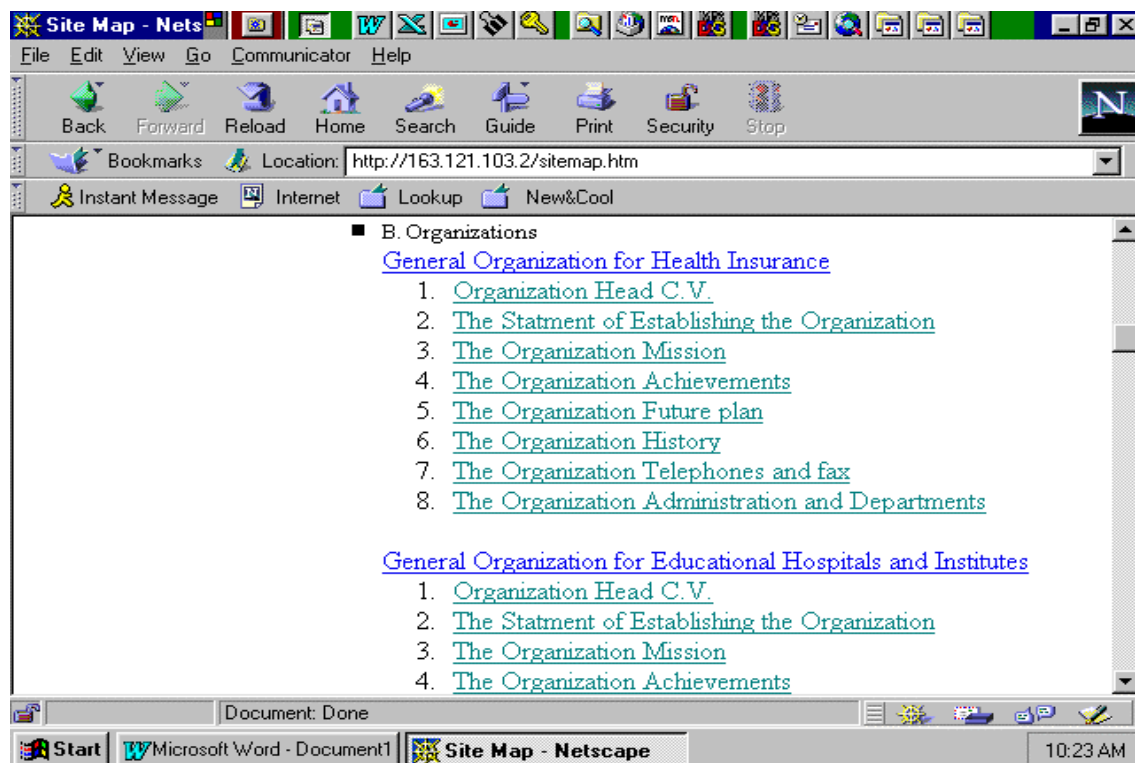 Site Map - Nets
File Edit View Go Communicator Help
Back Forward Reload Home Search Guide Print Security Stop
N
Bookmarks Location: http://163.121.103.2/sitemap.htm
Instant Message Internet Lookup New&Cool
B. Organizations
General Organization for Health Insurance
1. Organization Head C.V.
2. The Statment of Establishing the Organization
3. The Organization Mission
4. The Organization Achievements
5. The Organization Future plan
6. The Organization History
7. The Organization Telephones and fax
8. The Organization Administration and Departments
General Organization for Educational Hospitals and Institutes
1. Organization Head C.V.
2. The Statment of Establishing the Organization
3. The Organization Mission
4. The Organization Achievements
Document: Done
Start Microsoft Word - Document1 Site Map - Netscape 10:23 AM